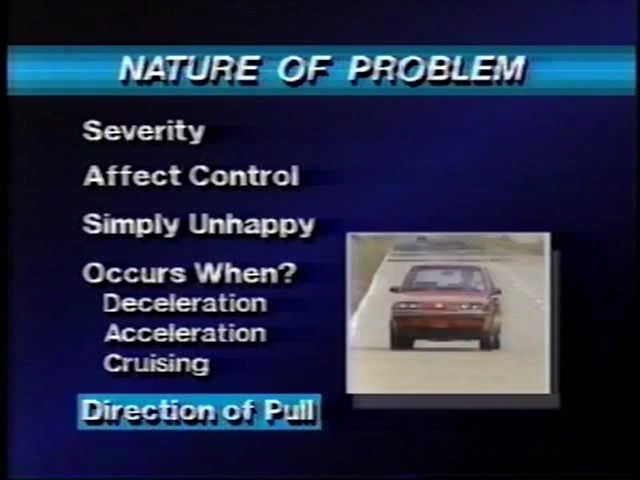 NATURE OF PROBLEM
Severity
Affect Control
Simply Unhappy
Occurs When?
Deceleration
Acceleration
Cruising
Direction of Pull